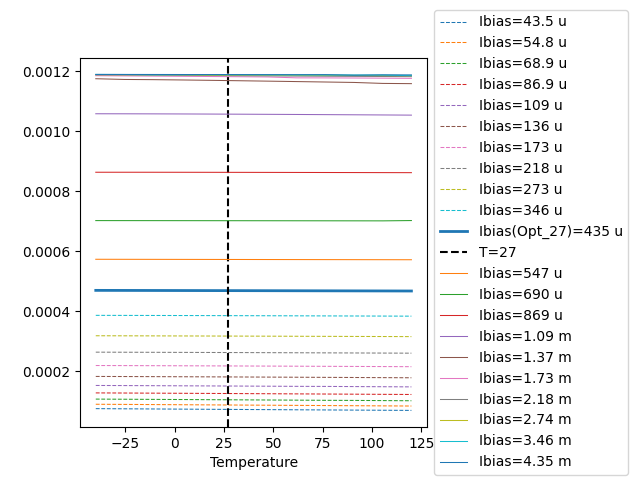 0.0012
0.0010
0.0008
0.0006
0.0004
0.0002
−25
0
25
50
75
100
125
Temperature
Ibias=43.5 u
Ibias=54.8 u
Ibias=68.9 u
Ibias=86.9 u
Ibias=109 u
Ibias=136 u
Ibias=173 u
Ibias=218 u
Ibias=273 u
Ibias=346 u
Ibias(Opt_27)=435 u
T=27
Ibias=547 u
Ibias=690 u
Ibias=869 u
Ibias=1.09 m
Ibias=1.37 m
Ibias=1.73 m
Ibias=2.18 m
Ibias=2.74 m
Ibias=3.46 m
Ibias=4.35 m